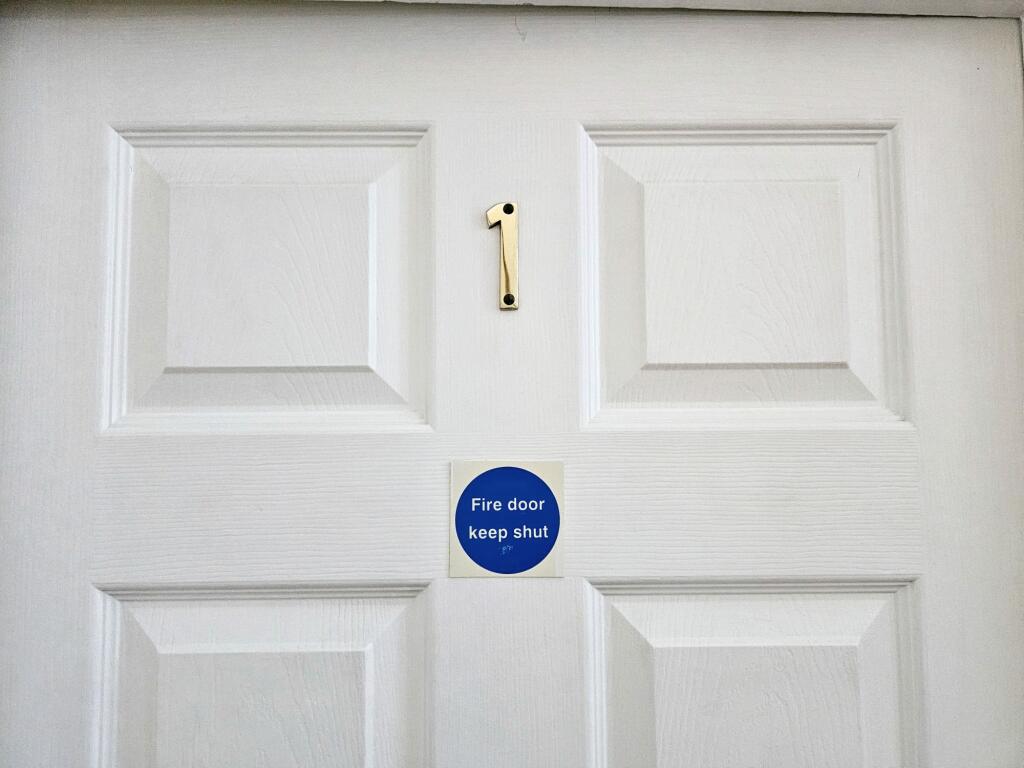 1
Fire door
keep shut